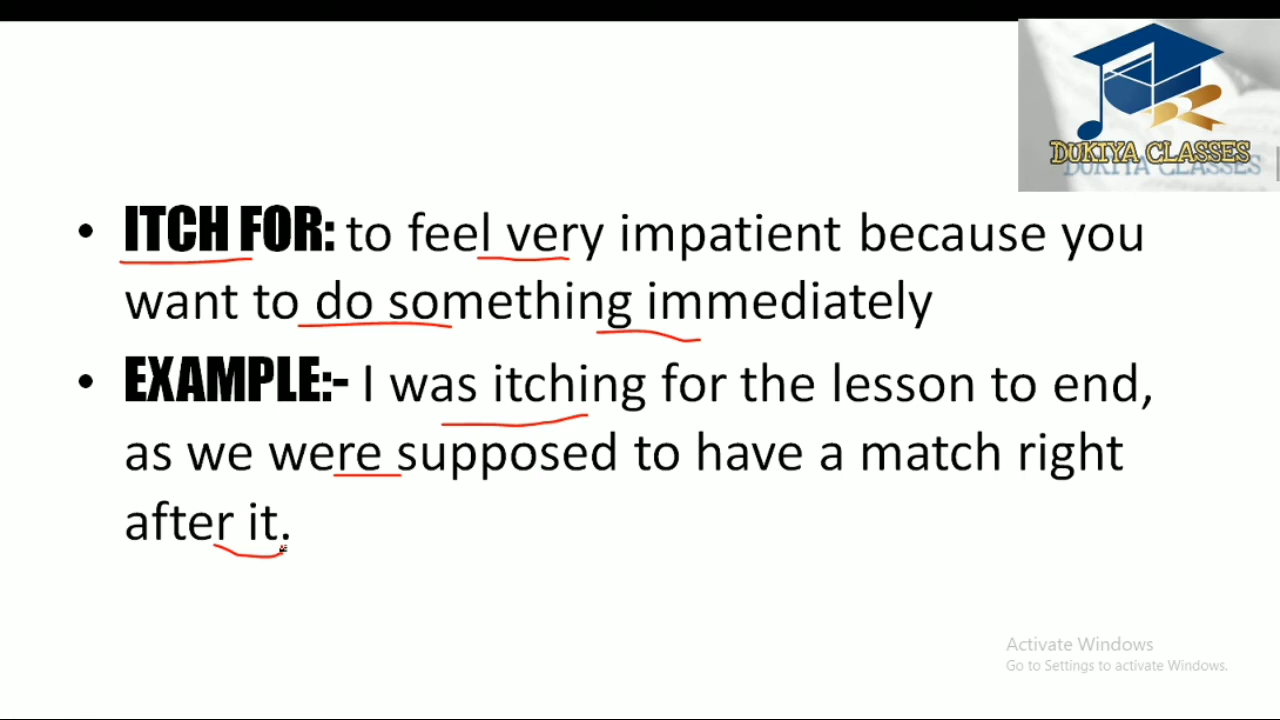 DUKIYA CLASSES
• ITCH FOR: to feel very impatient because you
want to do something immediately
• EXAMPLE:- I was itching for the lesson to end,
as we were supposed to have a match right
after it.
Activate Windows
Go to Settings to activate Windows.